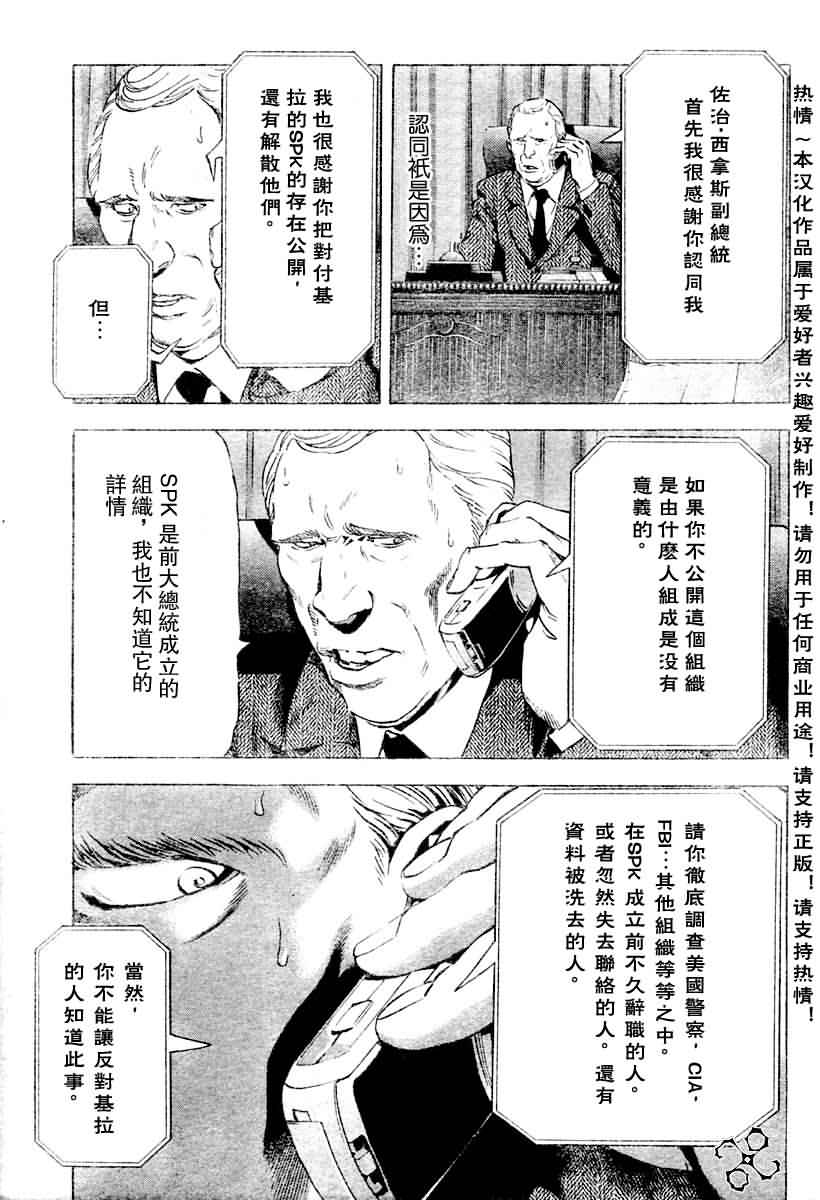 佐治·西拿斯副總統
首先我很感謝你認同我
認同祇是因爲…
我也很感謝你把對付基
拉的SPK的存在公開，
還有解散他們。
但…
如果你不公開這個組織
是由什麼人組成是没有
意義的。
SPK 是前大總統成立的
組織，我也不知道它的
詳情
請你徹底調查美國警察，CIA，
FBI…其他組織等等之中。
在SPK 成立前不久辭職的人。
或者忽然失去聯絡的人。還有
資料被洗去的人。
當然，
你不能讓反對基拉
的人知道此事。
热情～本汉化作品属于爱好者兴趣爱好制作！请勿用于任何商业用途！请支持正版！请支持热情！